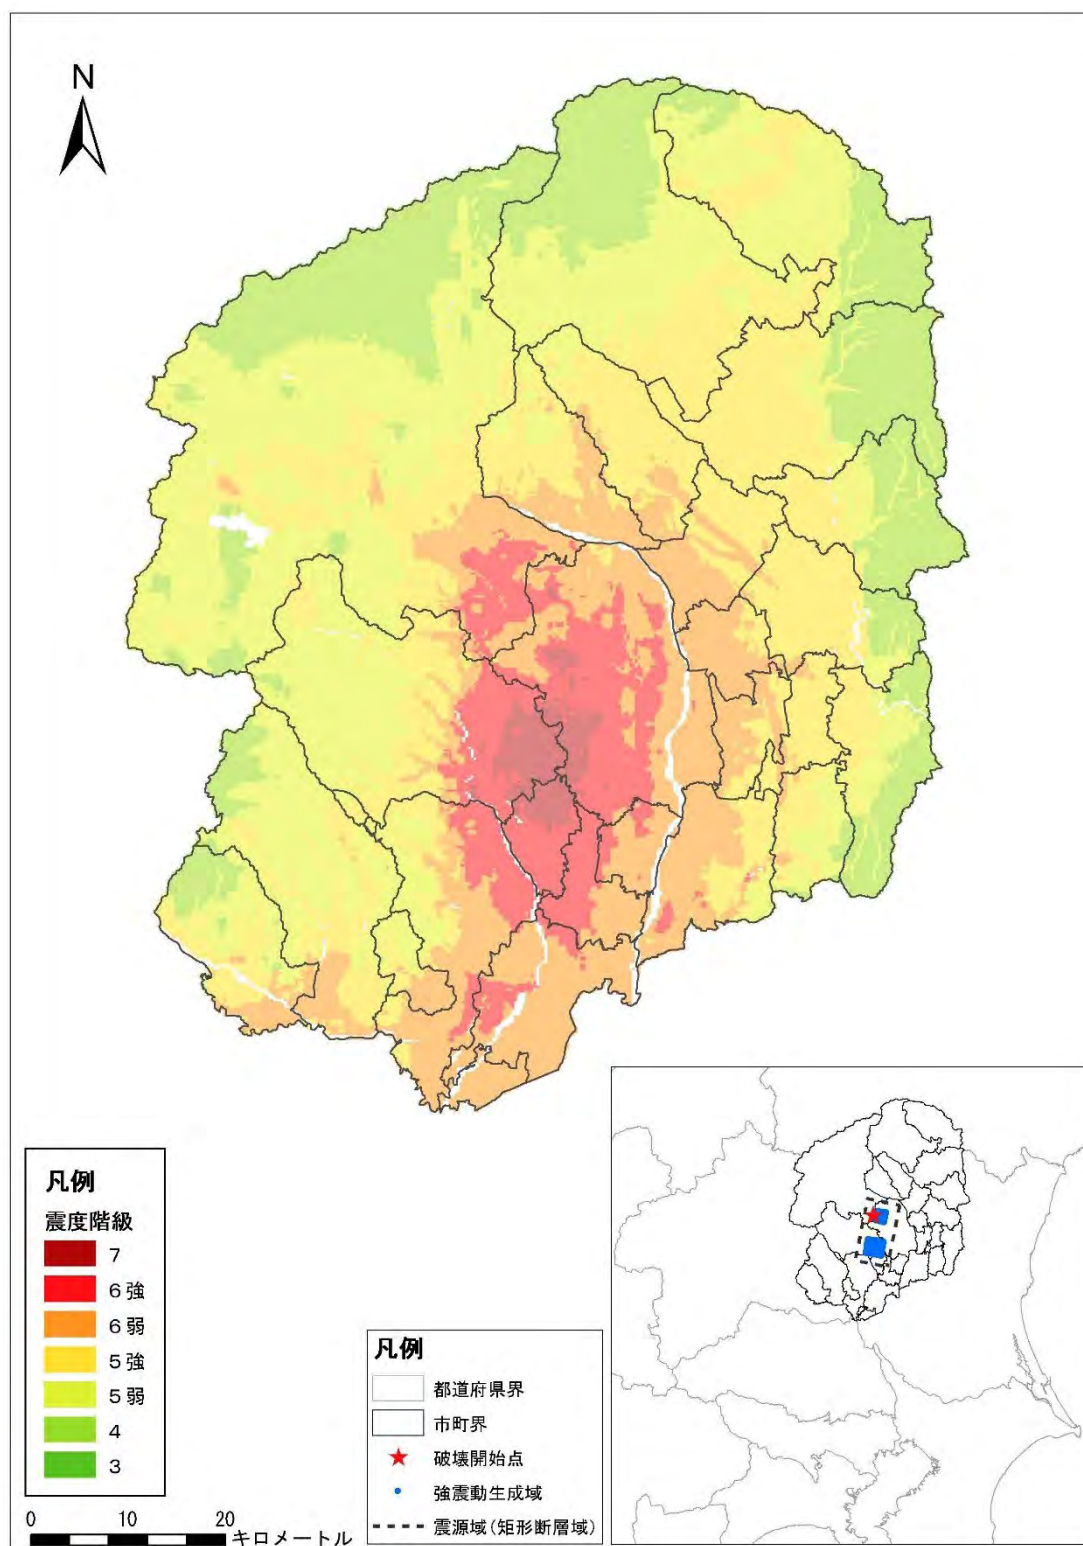 N
凡例
震度階級
7
6強
6弱
5強
5弱
4
3
0 10 20
キロメートル
凡例
都道府県界
市町界
破壊開始点
強震動生成域
震源域(矩形断層域)